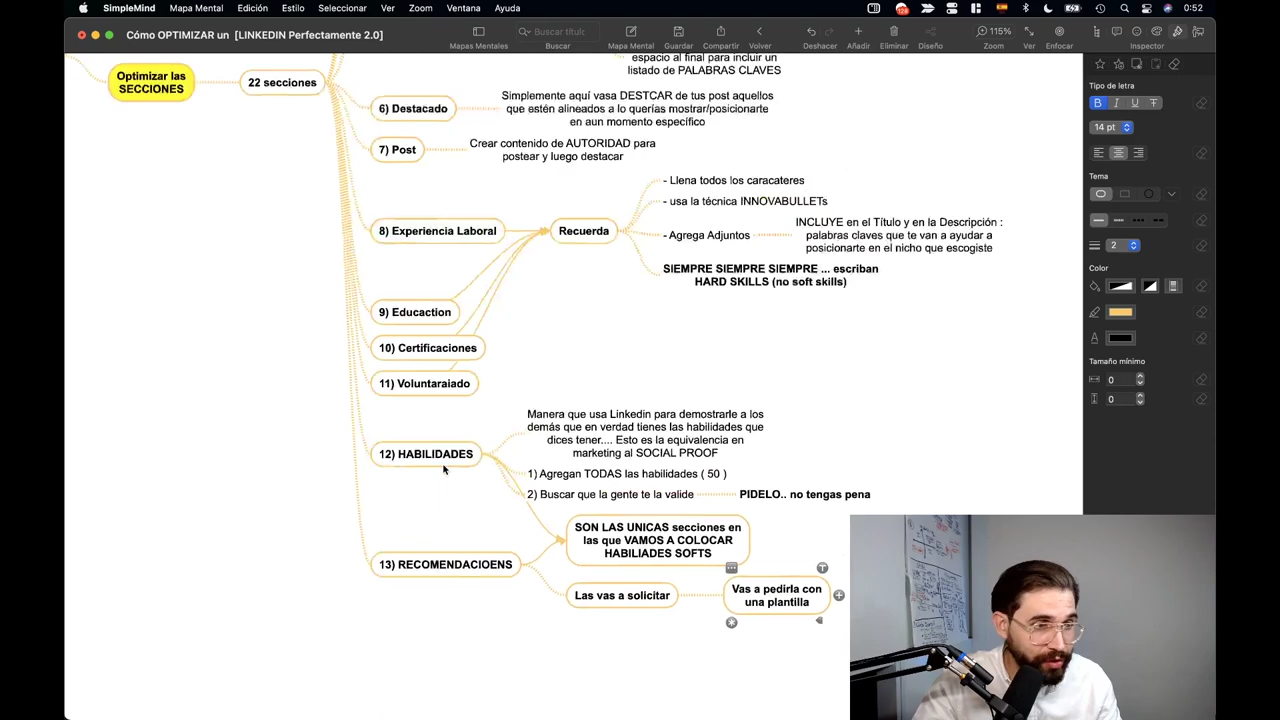 SimpleMind Mapa Mental Edición Estilo Seleccionar Ver Zoom Ventana Ayuda 128 0:52
Cómo OPTIMIZAR un [LINKEDIN Perfectamente 2.0]
Mapas Mentales
Buscar título
Buscar
Mapa Mental
Guardar
Compartir
Volver
Deshacer
Añadir
Eliminar
Diseño
115%
Zoom
Ver
Enfocar
Inspector
Optimizar las
SECCIONES
22 secciones
espacio al final para incluir un
listado de PALABRAS CLAVES
6) Destacado
Simplemente aquí vasa DESTCAR de tus post aquellos
que estén alineados a lo querías mostrar/posicionarte
en aun momento específico
7) Post
Crear contenido de AUTORIDAD para
postear y luego destacar
8) Experiencia Laboral
Recuerda
- Llena todos los caracateres
- usa la técnica INNOVABULLETs
- Agrega Adjuntos
INCLUYE en el Título y en la Descripción :
palabras claves que te van a ayudar a
posicionarte en el nicho que escogiste
SIEMPRE SIEMPRE SIEMPRE ... escriban
HARD SKILLS (no soft skills)
9) Educaction
10) Certificaciones
11) Voluntaraiado
12) HABILIDADES
Manera que usa Linkedin para demostrarle a los
demás que en verdad tienes las habilidades que
dices tener.... Esto es la equivalencia en
marketing al SOCIAL PROOF
1) Agregan TODAS las habilidades ( 50 )
2) Buscar que la gente te la valide
PIDELO.. no tengas pena
SON LAS UNICAS secciones en
las que VAMOS A COLOCAR
HABILIADES SOFTS
13) RECOMENDACIOENS
Las vas a solicitar
Vas a pedirla con
una plantilla
Tipo de letra
B I U T
14 pt
Tema
2
Color
Tamaño mínimo
0
0